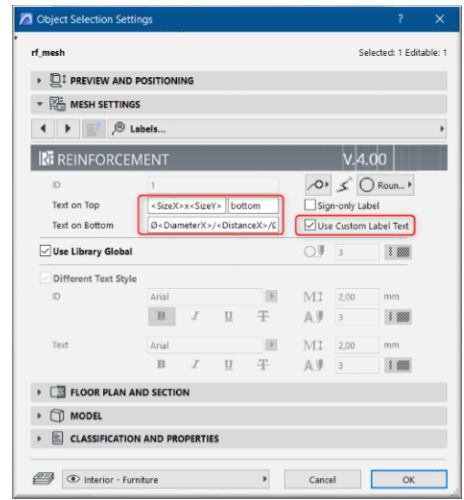 Object Selection Settings
rf_mesh Selected: 1 Editable: 1
PREVIEW AND POSITIONING
MESH SETTINGS
Labels...
REINFORCEMENT V.4.00
ID 1 Roun...
Text on Top <SizeX>x<SizeY> bottom Sign-only Label
Text on Bottom Ø<DiameterX>/<DistanceX>/ Use Custom Label Text
Use Library Global 3 3
Different Text Style
ID Arial M 2,00 mm
B I U T A 3
Text Arial M 2,00 mm
B I U T A 3 1
FLOOR PLAN AND SECTION
MODEL
CLASSIFICATION AND PROPERTIES
Interior - Furniture Cancel OK